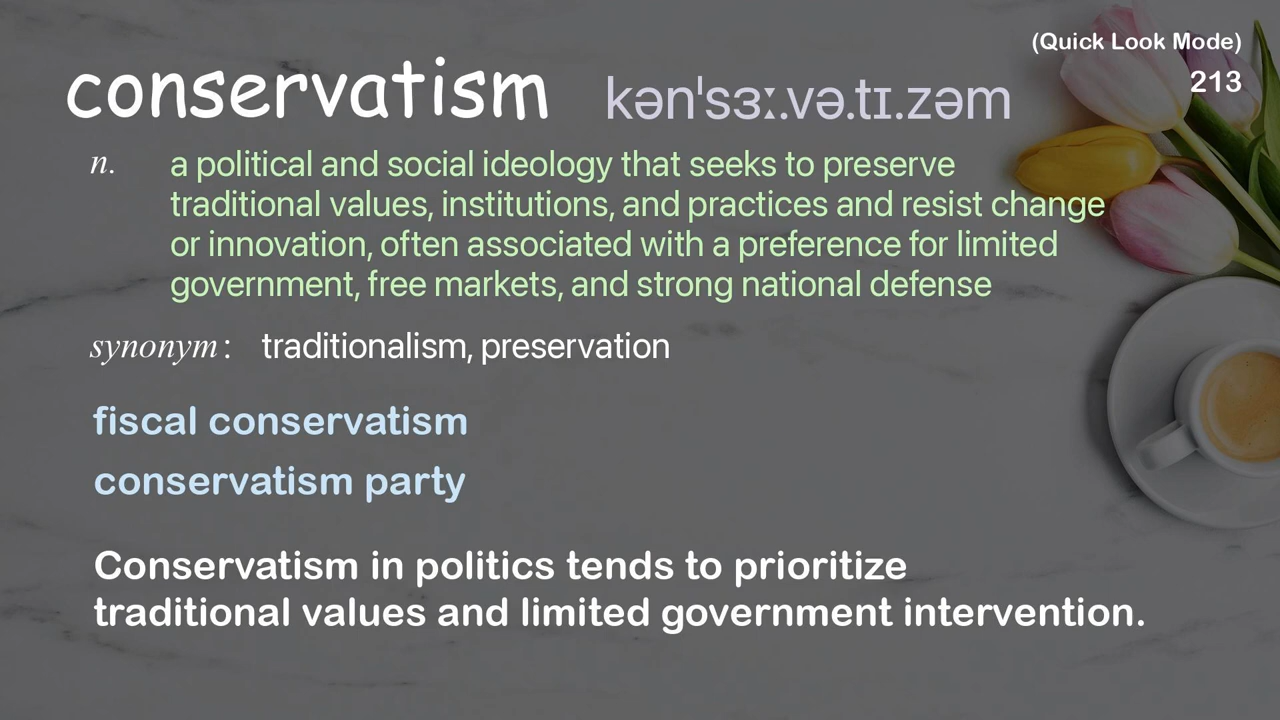 (Quick Look Mode)
213
conservatism kən'sɜː.və.tɪ.zəm
n. a political and social ideology that seeks to preserve
traditional values, institutions, and practices and resist change
or innovation, often associated with a preference for limited
government, free markets, and strong national defense
synonym: traditionalism, preservation
fiscal conservatism
conservatism party
Conservatism in politics tends to prioritize
traditional values and limited government intervention.